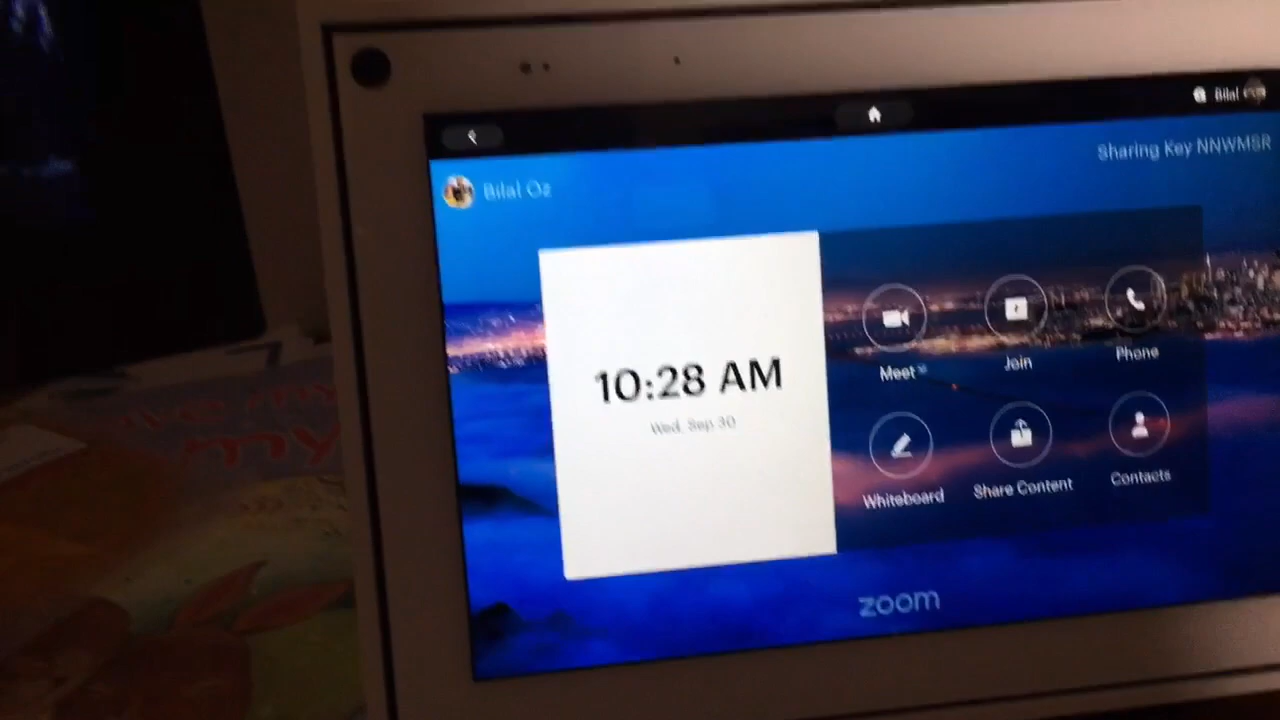 Bilal
Sharing Key NNWMSR
Bilal Oz
10:28 AM
Wed, Sep 30
Meet
Join
Phone
Whiteboard
Share Content
Contacts
zoom